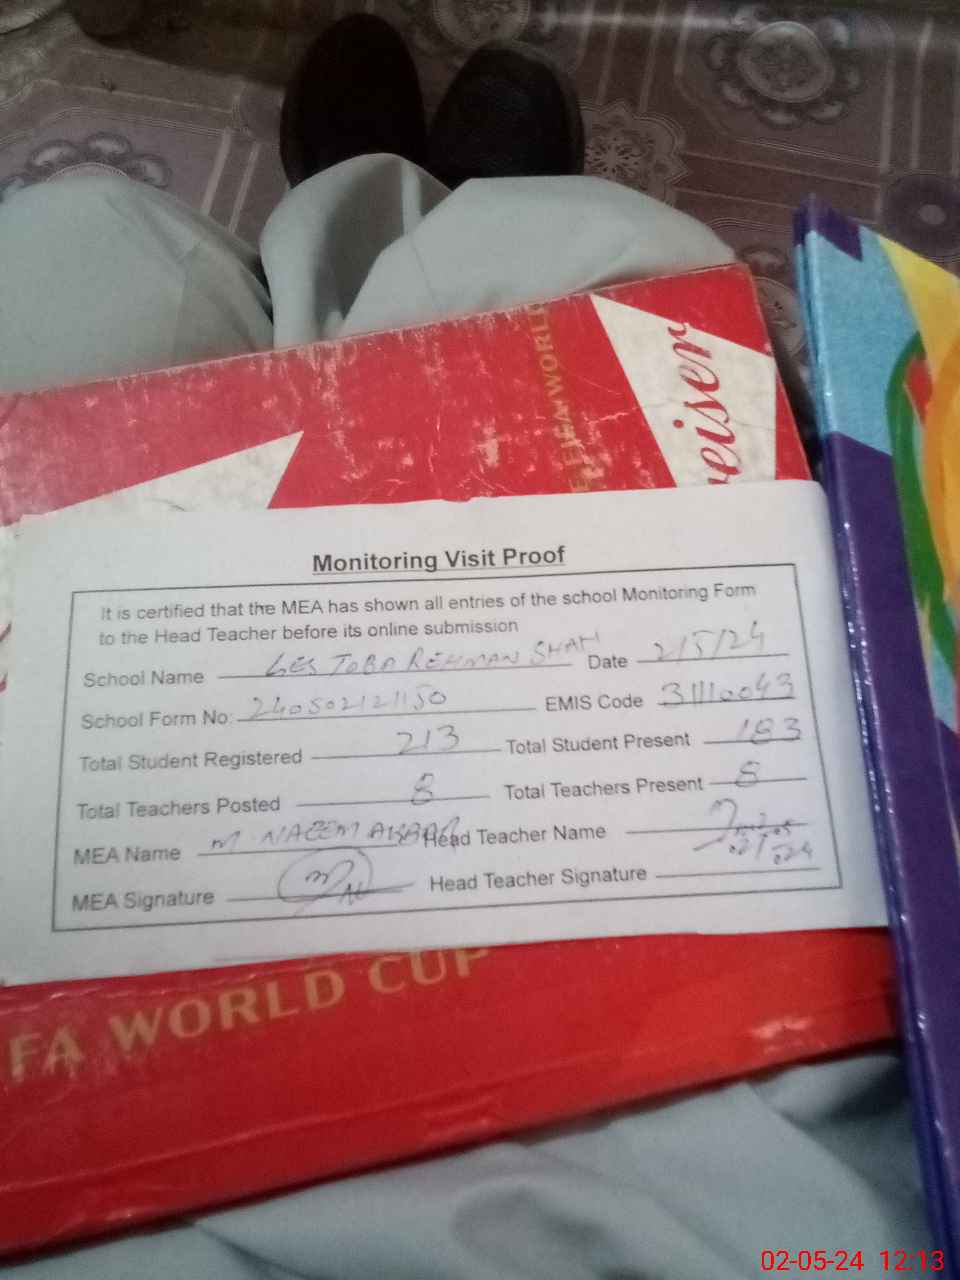 FIFA WORLD
eiser
Monitoring Visit Proof
It is certified that the MEA has shown all entries of the school Monitoring Form
to the Head Teacher before its online submission
School Name GES TOBA REHMAN SHAH Date 2/5/24
School Form No: 240502121150 EMIS Code 31110043
Total Student Registered 213 Total Student Present 183
Total Teachers Posted 8 Total Teachers Present 8
MEA Name M NAEEM AKBAR Head Teacher Name
MEA Signature Head Teacher Signature
FA WORLD CUP
02-05-24 12:13